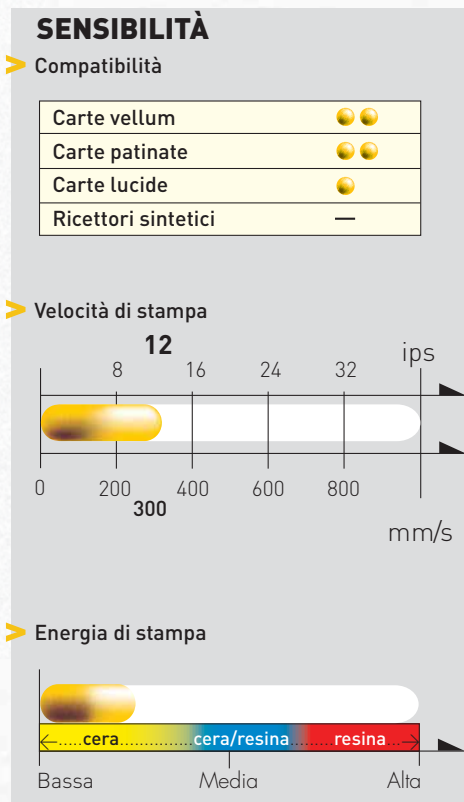 SENSIBILITÀ
> Compatibilità
Carte vellum
Carte patinate
Carte lucide
Ricettori sintetici —
> Velocità di stampa
12
8 16 24 32 ips
0 200 400 600 800
300
mm/s
> Energia di stampa
←.....cera...............cera/resina..........resina....→
Bassa Media Alta